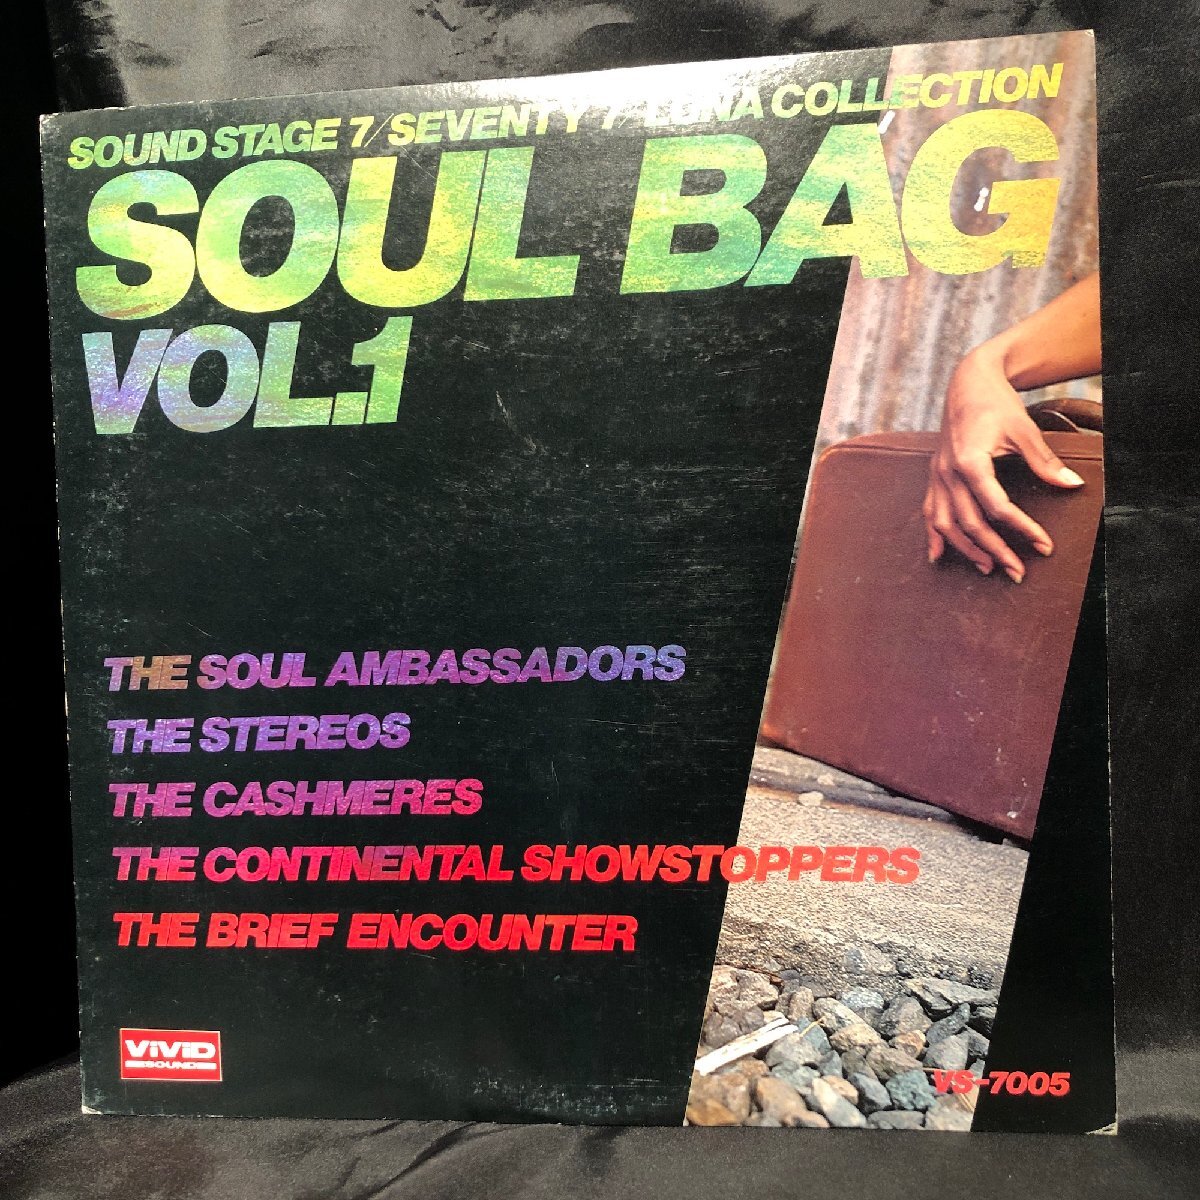 SOUND STAGE 7/SEVENTY 7/LUNA COLLECTION
SOUL BAG
VOL.1
THE SOUL AMBASSADORS
THE STEREOS
THE CASHMERES
THE CONTINENTAL SHOWSTOPPERS
THE BRIEF ENCOUNTER
ViViD
SOUND
VS-7005